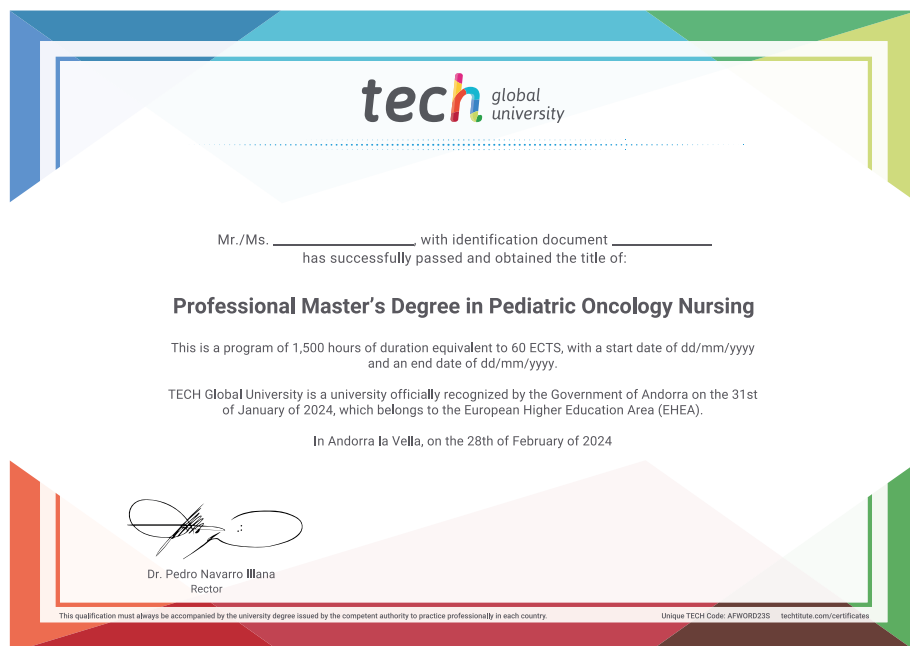 tech global
university
Mr./Ms. ____________________, with identification document ______________
has successfully passed and obtained the title of:
Professional Master's Degree in Pediatric Oncology Nursing
This is a program of 1,500 hours of duration equivalent to 60 ECTS, with a start date of dd/mm/yyyy
and an end date of dd/mm/yyyy.
TECH Global University is a university officially recognized by the Government of Andorra on the 31st
of January of 2024, which belongs to the European Higher Education Area (EHEA).
In Andorra la Vella, on the 28th of February of 2024
Dr. Pedro Navarro Illana
Rector
This qualification must always be accompanied by the university degree issued by the competent authority to practice professionally in each country. Unique TECH Code: AFWORD23S techtitute.com/certificates